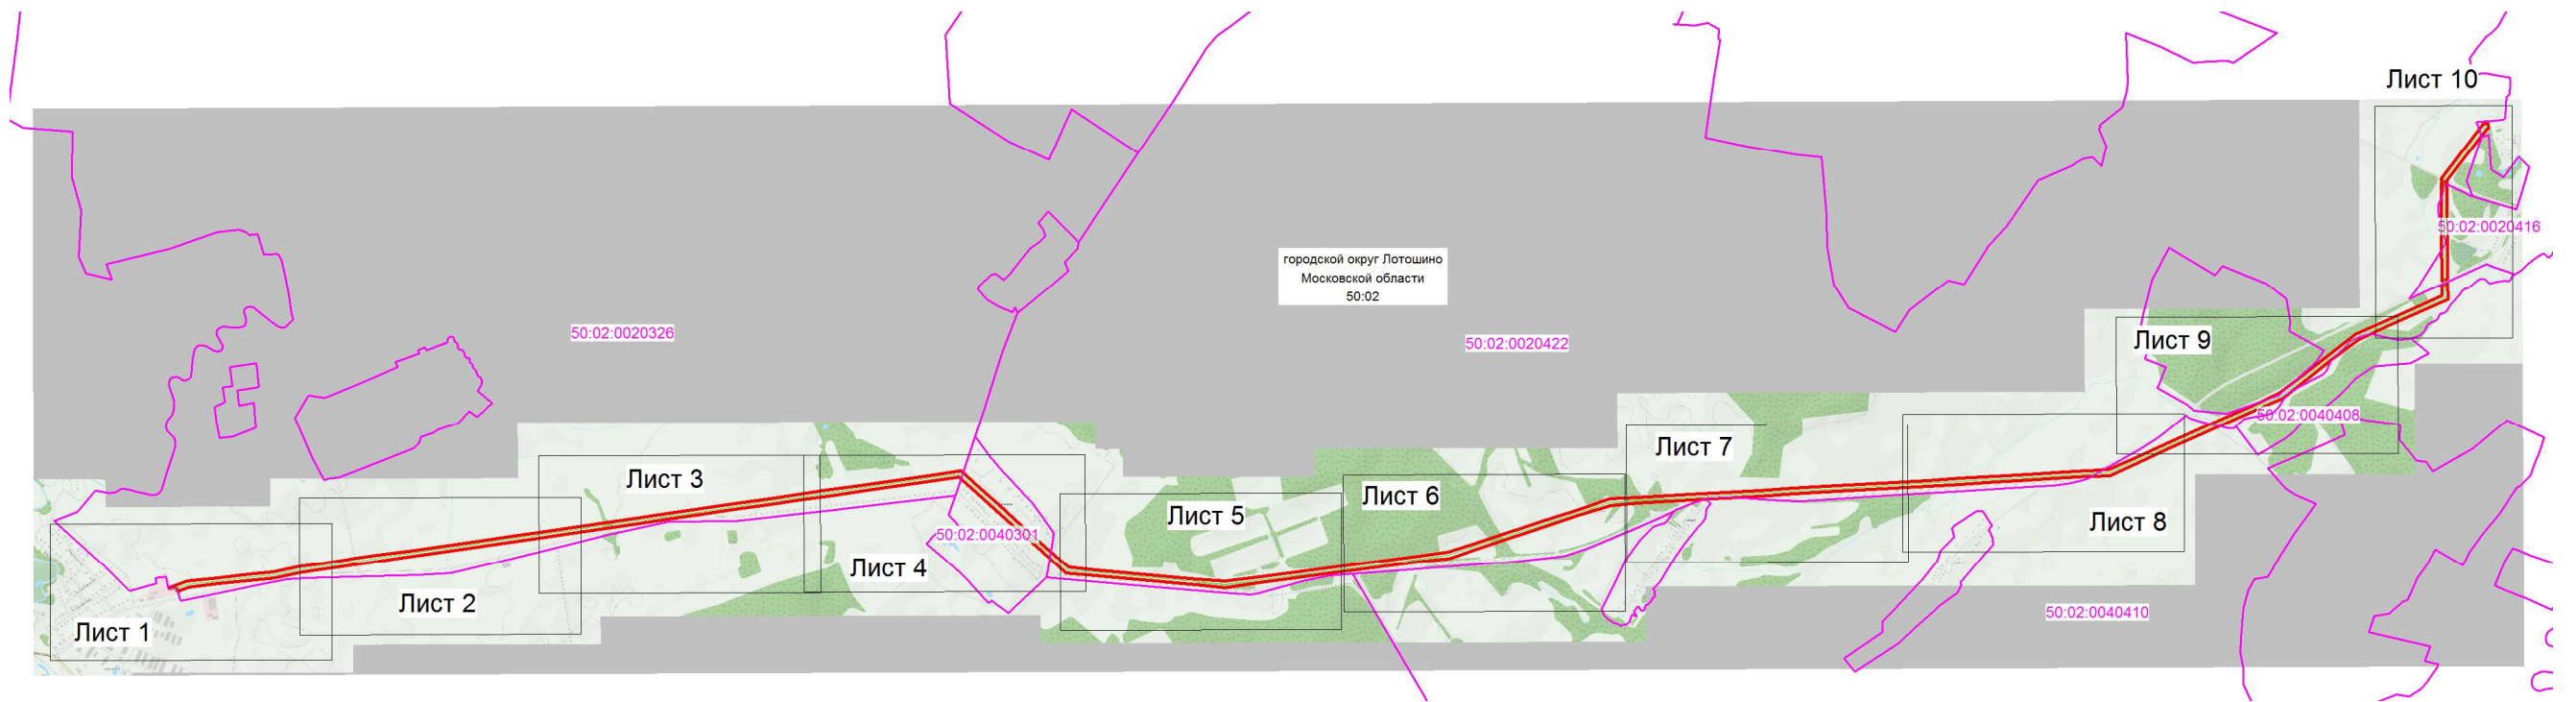 Лист 10
50:02:0020416
городской округ Лотошино
Московской области
50:02
50:02:0020326
50:02:0020422
Лист 9
50:02:0040408
Лист 7
Лист 3
Лист 6
Лист 5
Лист 8
50:02:0040301
Лист 4
Лист 2
50:02:0040410
Лист 1